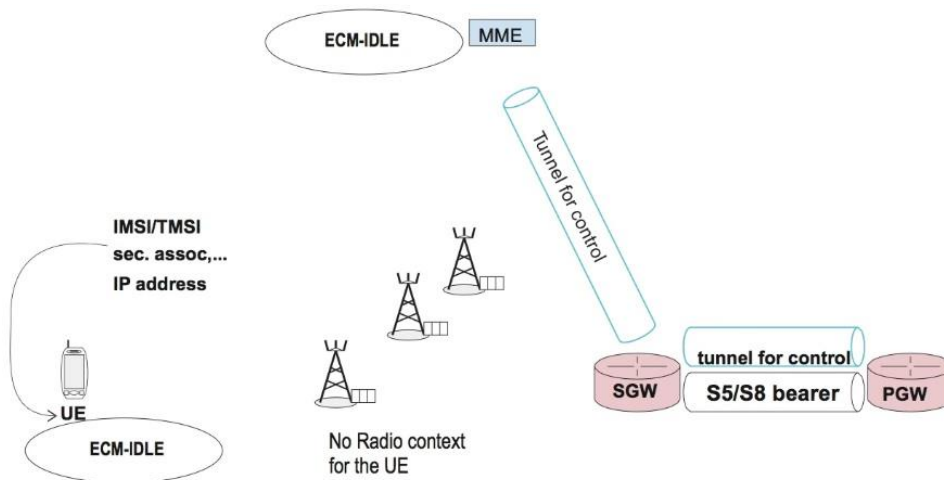 ECM-IDLE
MME
Tunnel for control
IMSI/TMSI
sec. assoc,...
IP address
tunnel for control
SGW
S5/S8 bearer
PGW
UE
ECM-IDLE
No Radio context
for the UE